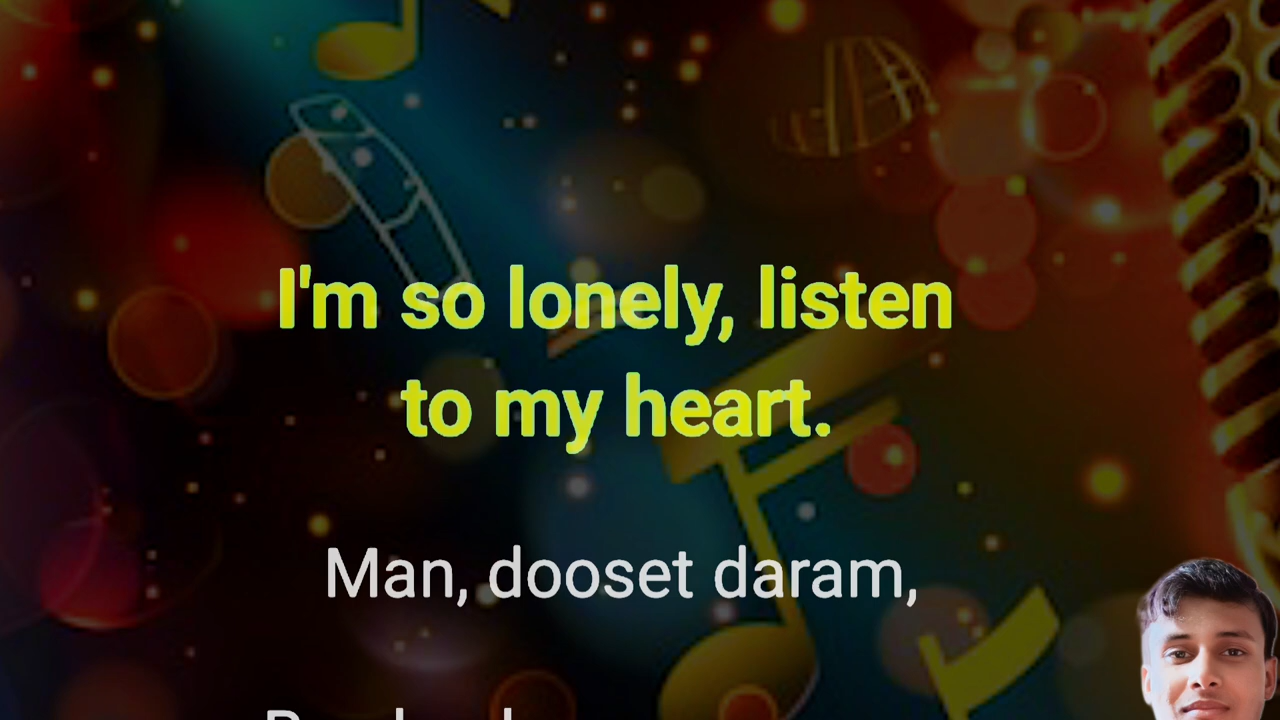 I'm so lonely, listen
to my heart.
Man, dooset daram,